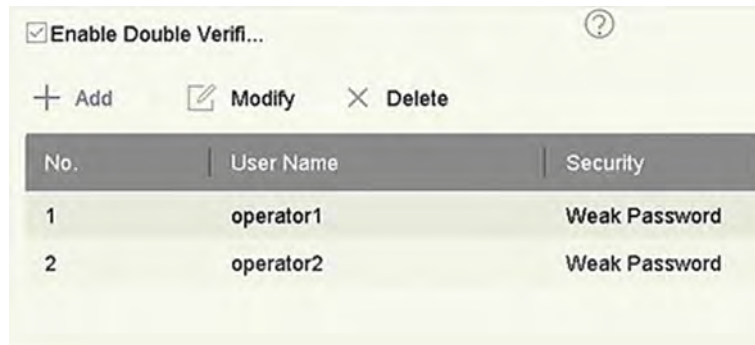 Enable Double Verifi...
?
Add Modify Delete
No. User Name Security
1 operator1 Weak Password
2 operator2 Weak Password